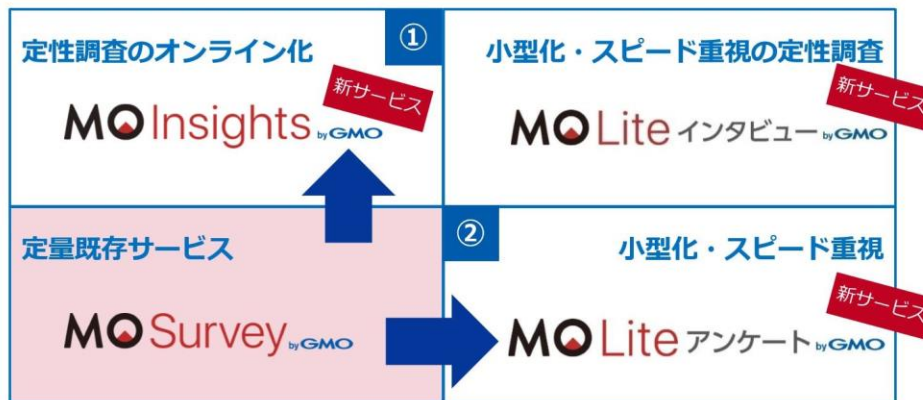 定性調査のオンライン化
①
新サービス
MO Insights by GMO
小型化・スピード重視の定性調査
新サービス
MO Lite インタビュー by GMO
定量既存サービス
MO Survey by GMO
②
小型化・スピード重視
新サービス
MO Lite アンケート by GMO